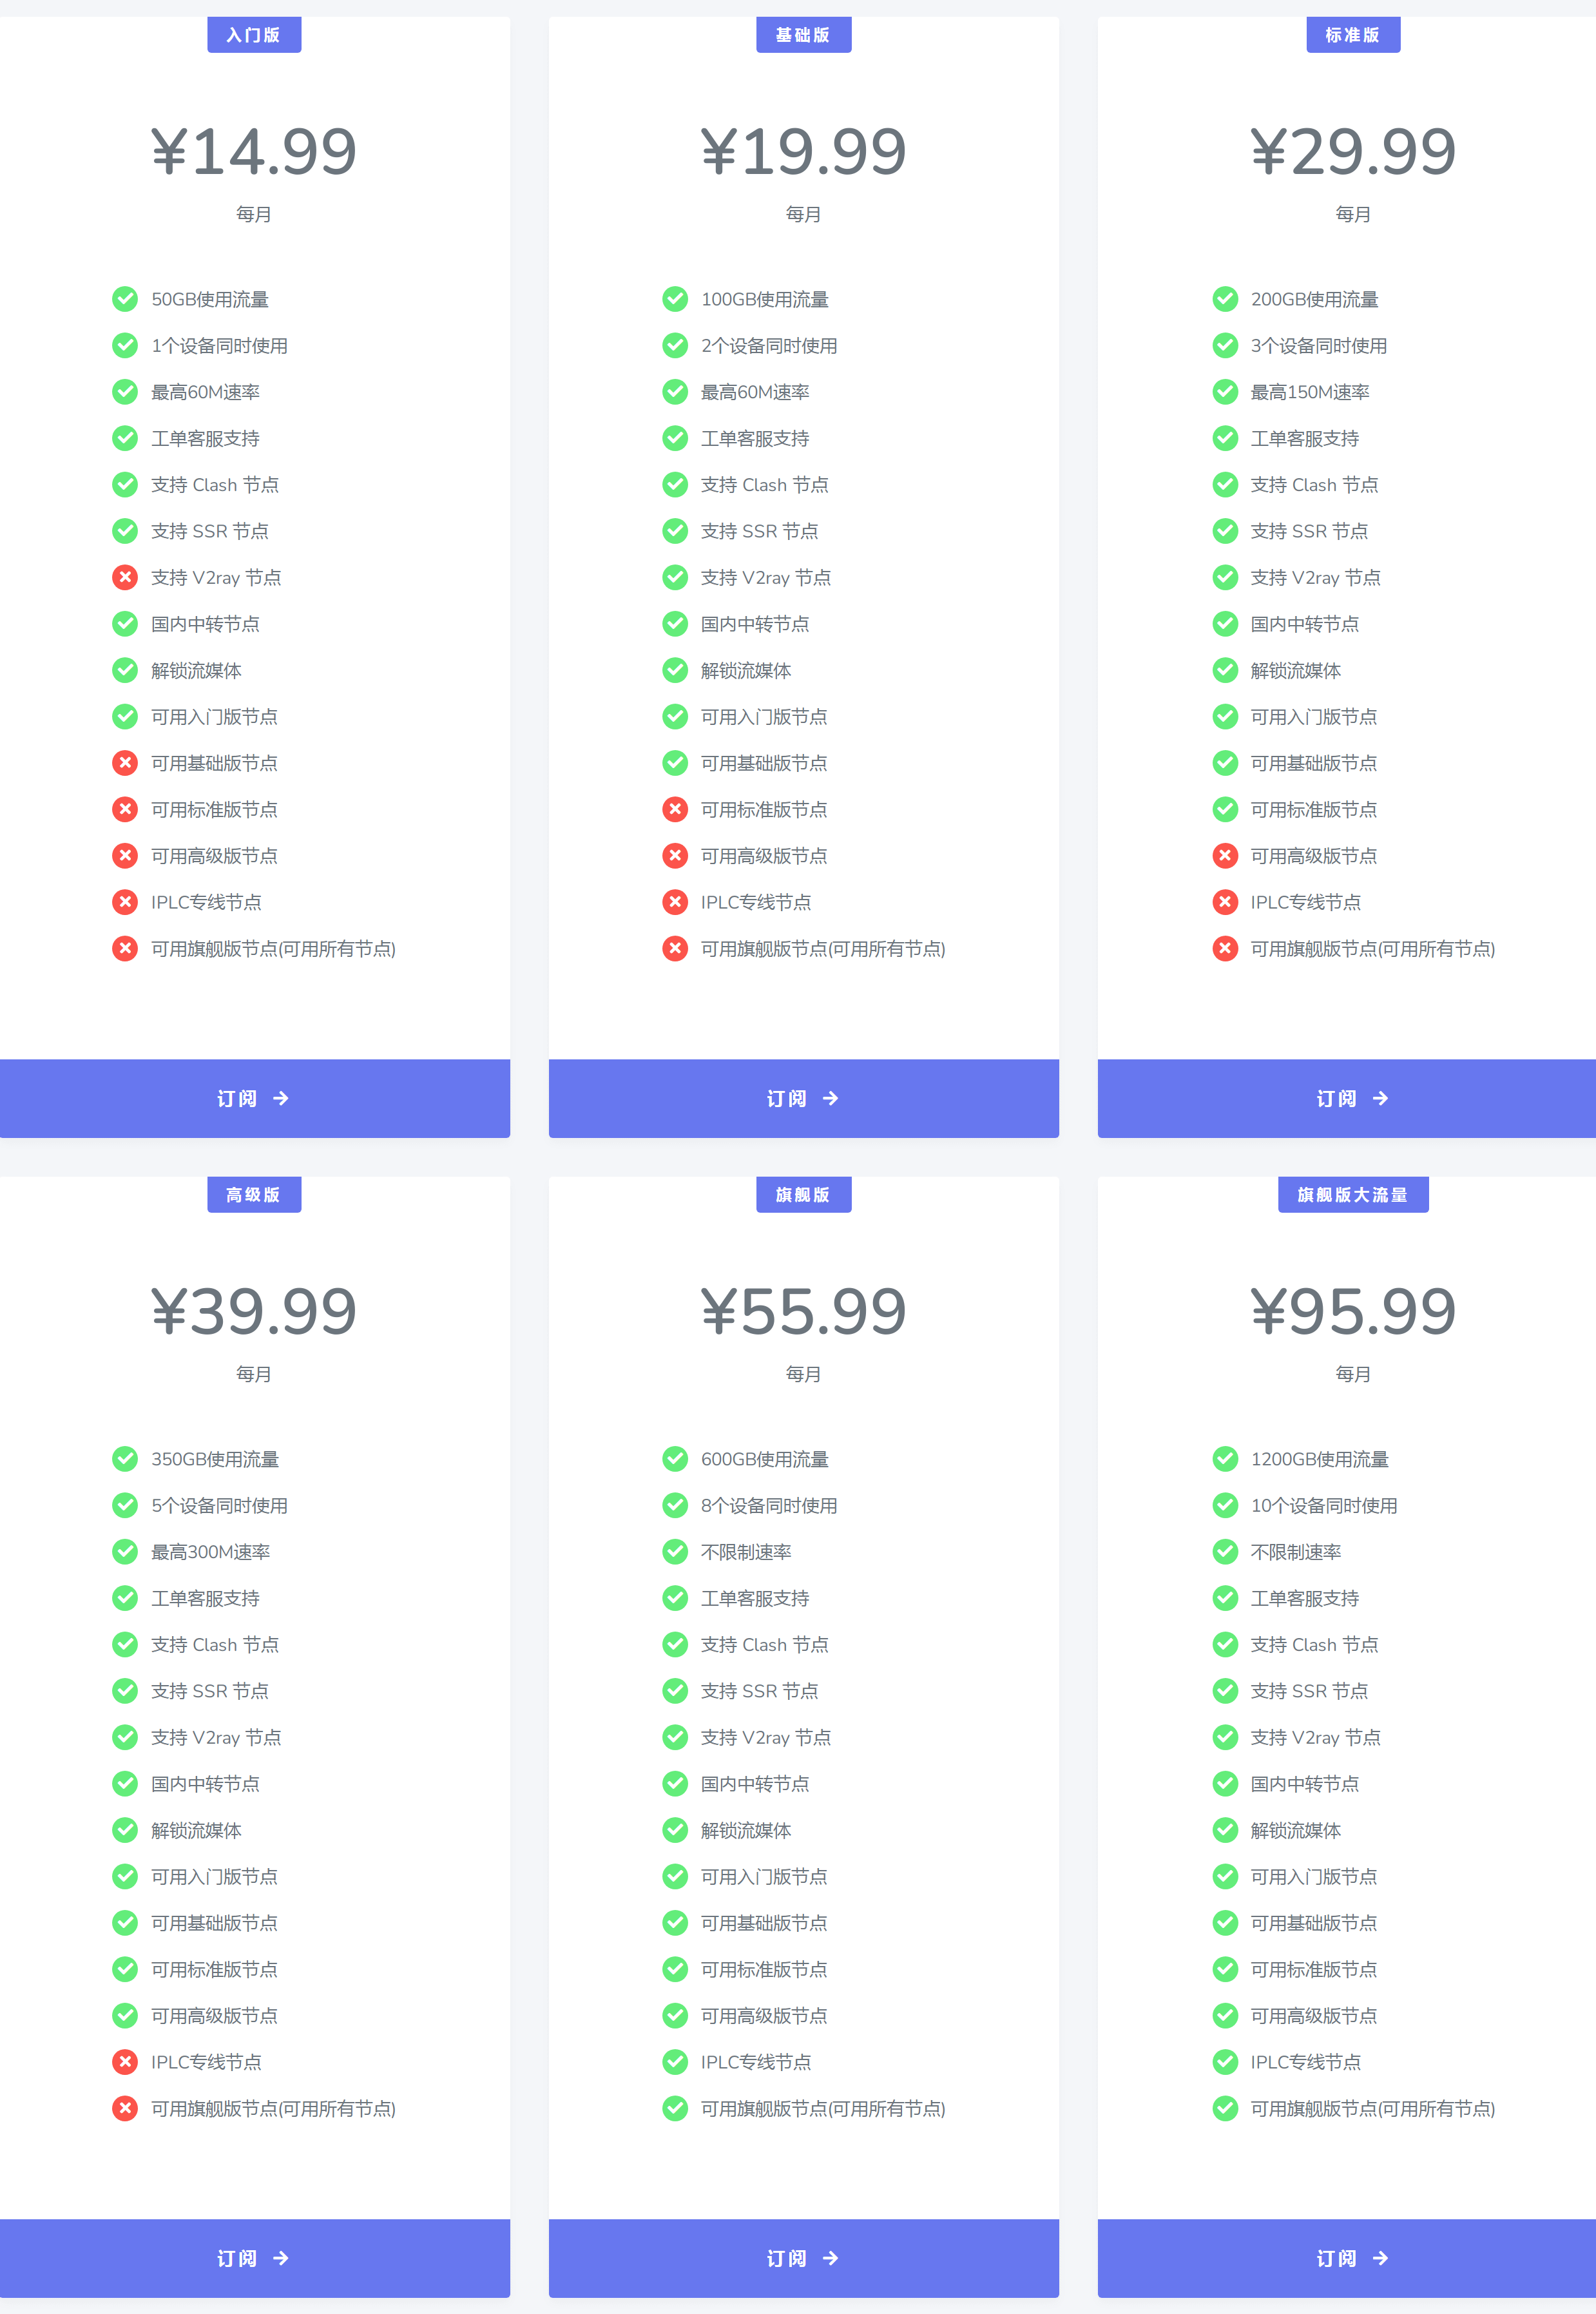 入门版
¥14.99
每月
50GB使用流量
1个设备同时使用
最高60M速率
工单客服支持
支持 Clash 节点
支持 SSR 节点
支持 V2ray 节点
国内中转节点
解锁流媒体
可用入门版节点
可用基础版节点
可用标准版节点
可用高级版节点
IPLC专线节点
可用旗舰版节点(可用所有节点)
订阅 →
基础版
¥19.99
每月
100GB使用流量
2个设备同时使用
最高60M速率
工单客服支持
支持 Clash 节点
支持 SSR 节点
支持 V2ray 节点
国内中转节点
解锁流媒体
可用入门版节点
可用基础版节点
可用标准版节点
可用高级版节点
IPLC专线节点
可用旗舰版节点(可用所有节点)
订阅 →
标准版
¥29.99
每月
200GB使用流量
3个设备同时使用
最高150M速率
工单客服支持
支持 Clash 节点
支持 SSR 节点
支持 V2ray 节点
国内中转节点
解锁流媒体
可用入门版节点
可用基础版节点
可用标准版节点
可用高级版节点
IPLC专线节点
可用旗舰版节点(可用所有节点)
订阅 →
高级版
¥39.99
每月
350GB使用流量
5个设备同时使用
最高300M速率
工单客服支持
支持 Clash 节点
支持 SSR 节点
支持 V2ray 节点
国内中转节点
解锁流媒体
可用入门版节点
可用基础版节点
可用标准版节点
可用高级版节点
IPLC专线节点
可用旗舰版节点(可用所有节点)
订阅 →
旗舰版
¥55.99
每月
600GB使用流量
8个设备同时使用
不限制速率
工单客服支持
支持 Clash 节点
支持 SSR 节点
支持 V2ray 节点
国内中转节点
解锁流媒体
可用入门版节点
可用基础版节点
可用标准版节点
可用高级版节点
IPLC专线节点
可用旗舰版节点(可用所有节点)
订阅 →
旗舰版大流量
¥95.99
每月
1200GB使用流量
10个设备同时使用
不限制速率
工单客服支持
支持 Clash 节点
支持 SSR 节点
支持 V2ray 节点
国内中转节点
解锁流媒体
可用入门版节点
可用基础版节点
可用标准版节点
可用高级版节点
IPLC专线节点
可用旗舰版节点(可用所有节点)
订阅 →